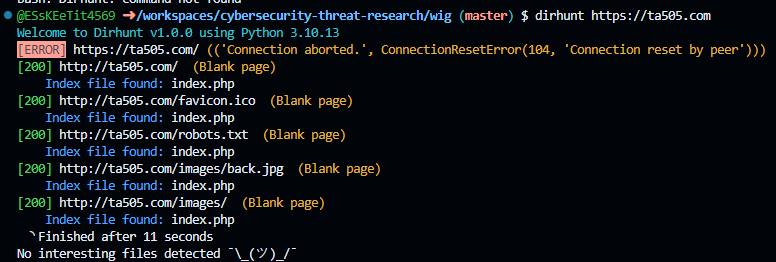 @ESsKEeTit4569 ➜/workspaces/cybersecurity-threat-research/wig (master) $ dirhunt https://ta505.com
Welcome to Dirhunt v1.0.0 using Python 3.10.13
[ERROR] https://ta505.com/ (('Connection aborted.', ConnectionResetError(104, 'Connection reset by peer')))
[200] http://ta505.com/  (Blank page)
    Index file found: index.php
[200] http://ta505.com/favicon.ico  (Blank page)
    Index file found: index.php
[200] http://ta505.com/robots.txt  (Blank page)
    Index file found: index.php
[200] http://ta505.com/images/back.jpg  (Blank page)
    Index file found: index.php
[200] http://ta505.com/images/  (Blank page)
    Index file found: index.php
Finished after 11 seconds
No interesting files detected ¯\_(ツ)_/¯